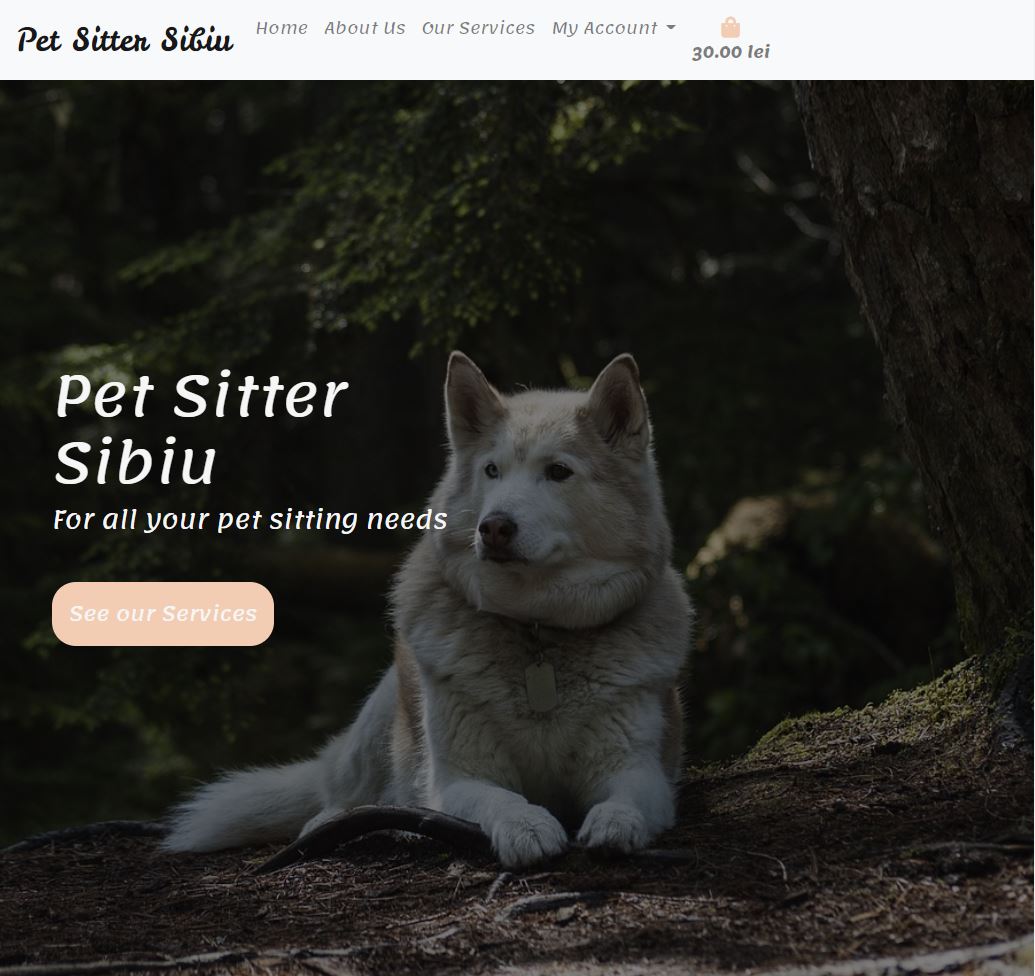 Pet Sitter Sibiu
Home About Us Our Services My Account
30.00 lei
Pet Sitter
Sibiu
For all your pet sitting needs
See our Services